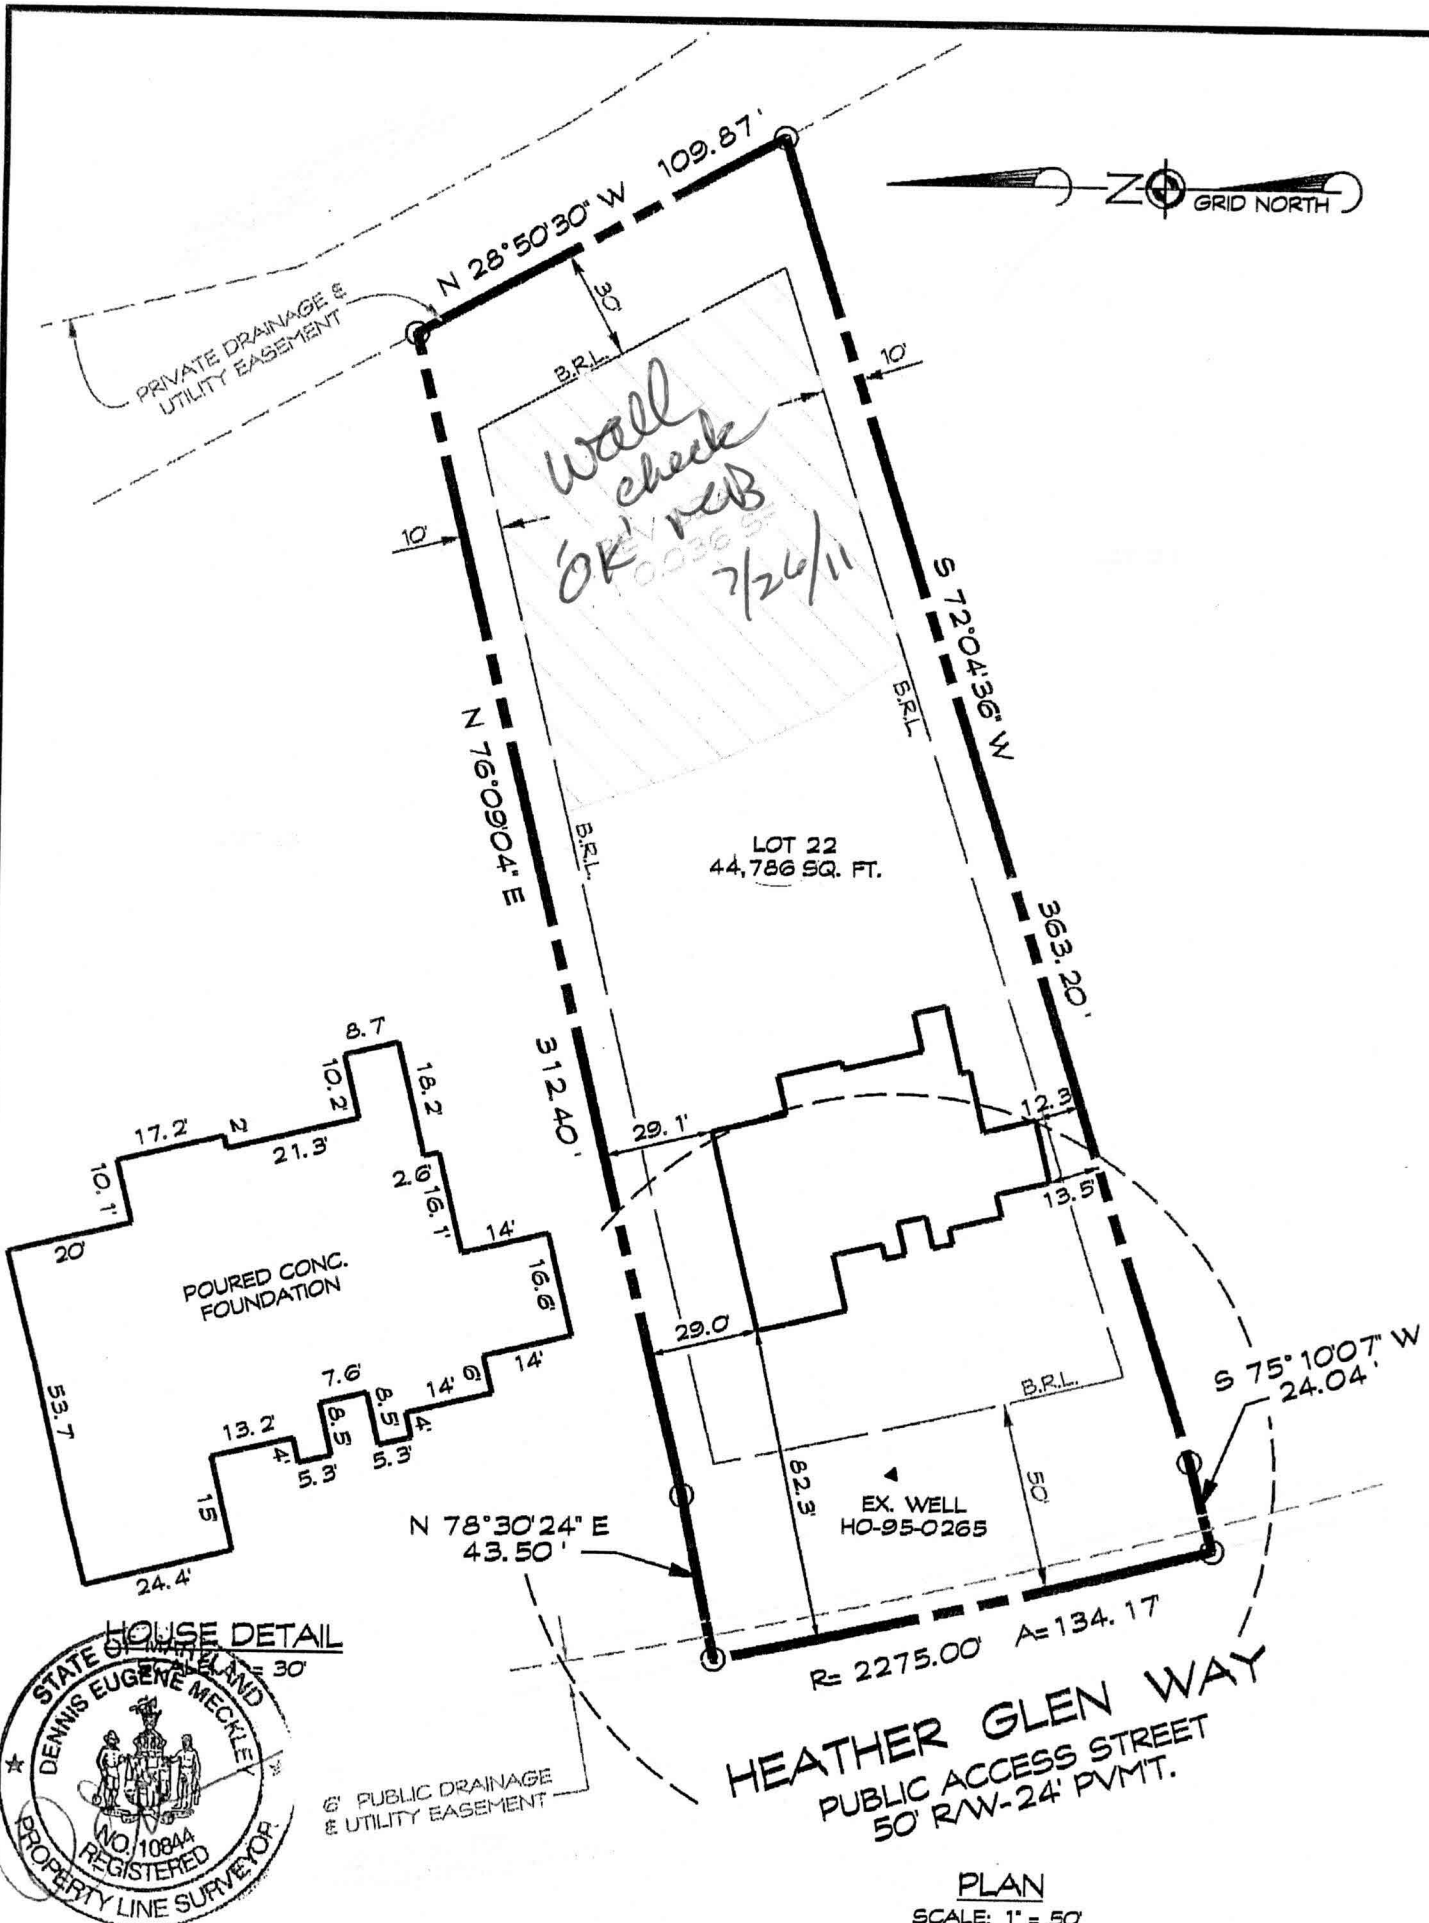 109.87'
N 28°50'30" W
GRID NORTH
N
PRIVATE DRAINAGE &
UTILITY EASEMENT
30'
B.R.L.
10'
Wall
check
'OK'
7/26/11
10'
S 72°04'36" W
B.R.L.
N 76°09'04" E
B.R.L.
LOT 22
44,786 SQ. FT.
363.20'
312.40'
8.7'
10.2'
18.2'
17.2'
2'
21.3'
10.1'
2.6'
16.1'
14'
20'
POURED CONC.
FOUNDATION
16.6'
14'
6'
14'
7.6'
8.5'
8.5'
4'
13.2'
4'
5.3'
5.3'
53.7
15
24.4'
29.1'
12.3
13.5'
29.0'
B.R.L.
S 75°10'07" W
24.04'
82.3'
50'
EX. WELL
HO-95-0265
N 78°30'24" E
43.50'
HOUSE DETAIL
SCALE: 1" = 30'
R= 2275.00' A= 134.17'
HEATHER GLEN WAY
PUBLIC ACCESS STREET
50' R/W-24' PVM'T.
6' PUBLIC DRAINAGE
& UTILITY EASEMENT
STATE OF MARYLAND
DENNIS EUGENE MECKLEY
NO. 10844
REGISTERED
PROPERTY LINE SURVEYOR
PLAN
SCALE: 1" = 50'